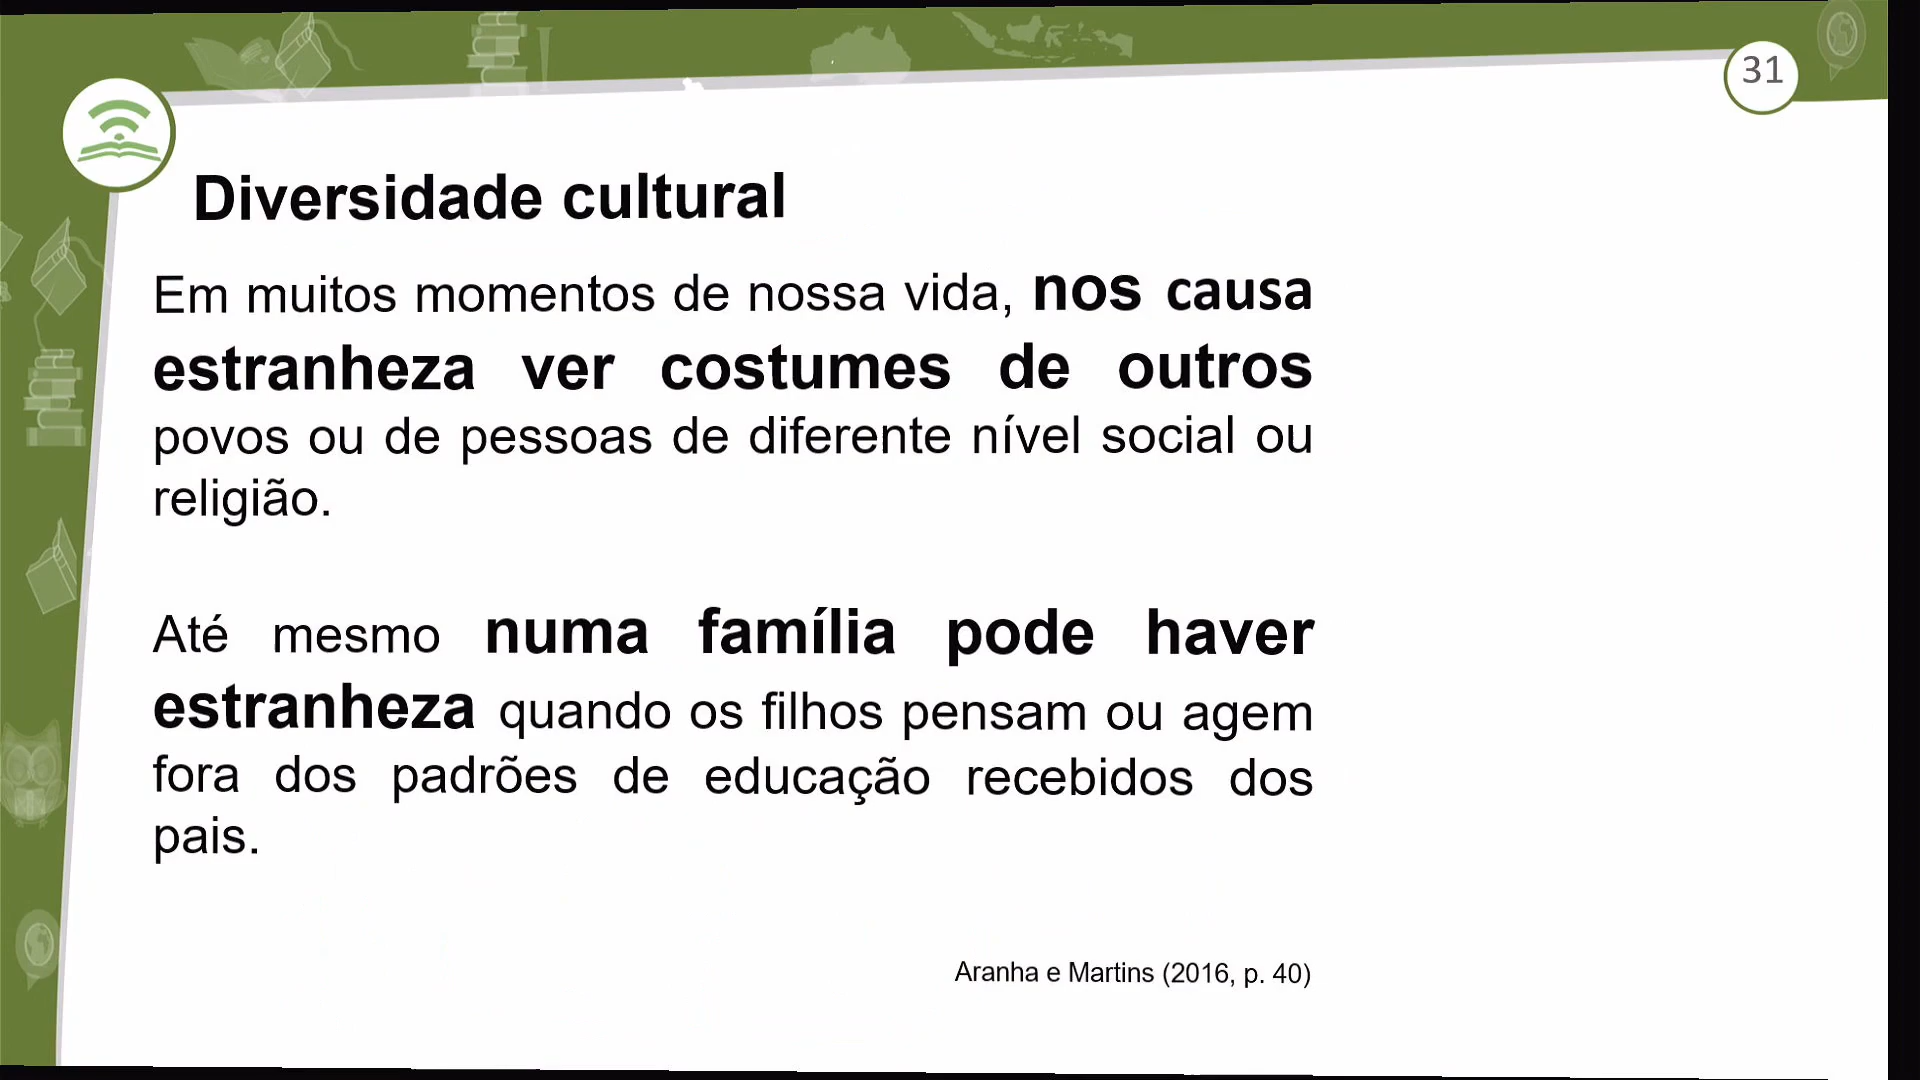 31
Diversidade cultural
Em muitos momentos de nossa vida, nos causa
estranheza ver costumes de outros
povos ou de pessoas de diferente nível social ou
religião.
Até mesmo numa família pode haver
estranheza quando os filhos pensam ou agem
fora dos padrões de educação recebidos dos
pais.
Aranha e Martins (2016, p. 40)